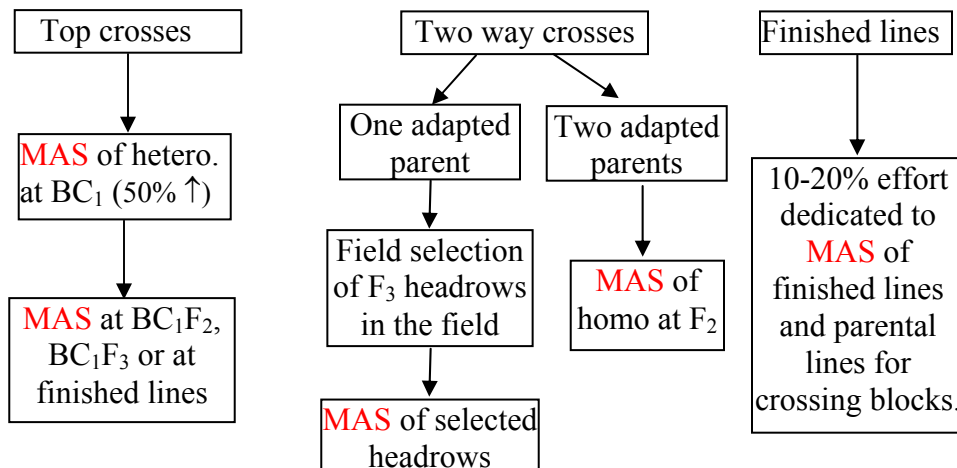 Top crosses
MAS of hetero.
at BC₁ (50% ↑)
MAS at BC₁F₂,
BC₁F₃ or at
finished lines
Two way crosses
One adapted
parent
Field selection
of F₃ headrows
in the field
MAS of selected
headrows
Two adapted
parents
MAS of
homo at F₂
Finished lines
10-20% effort
dedicated to
MAS of
finished lines
and parental
lines for
crossing blocks.